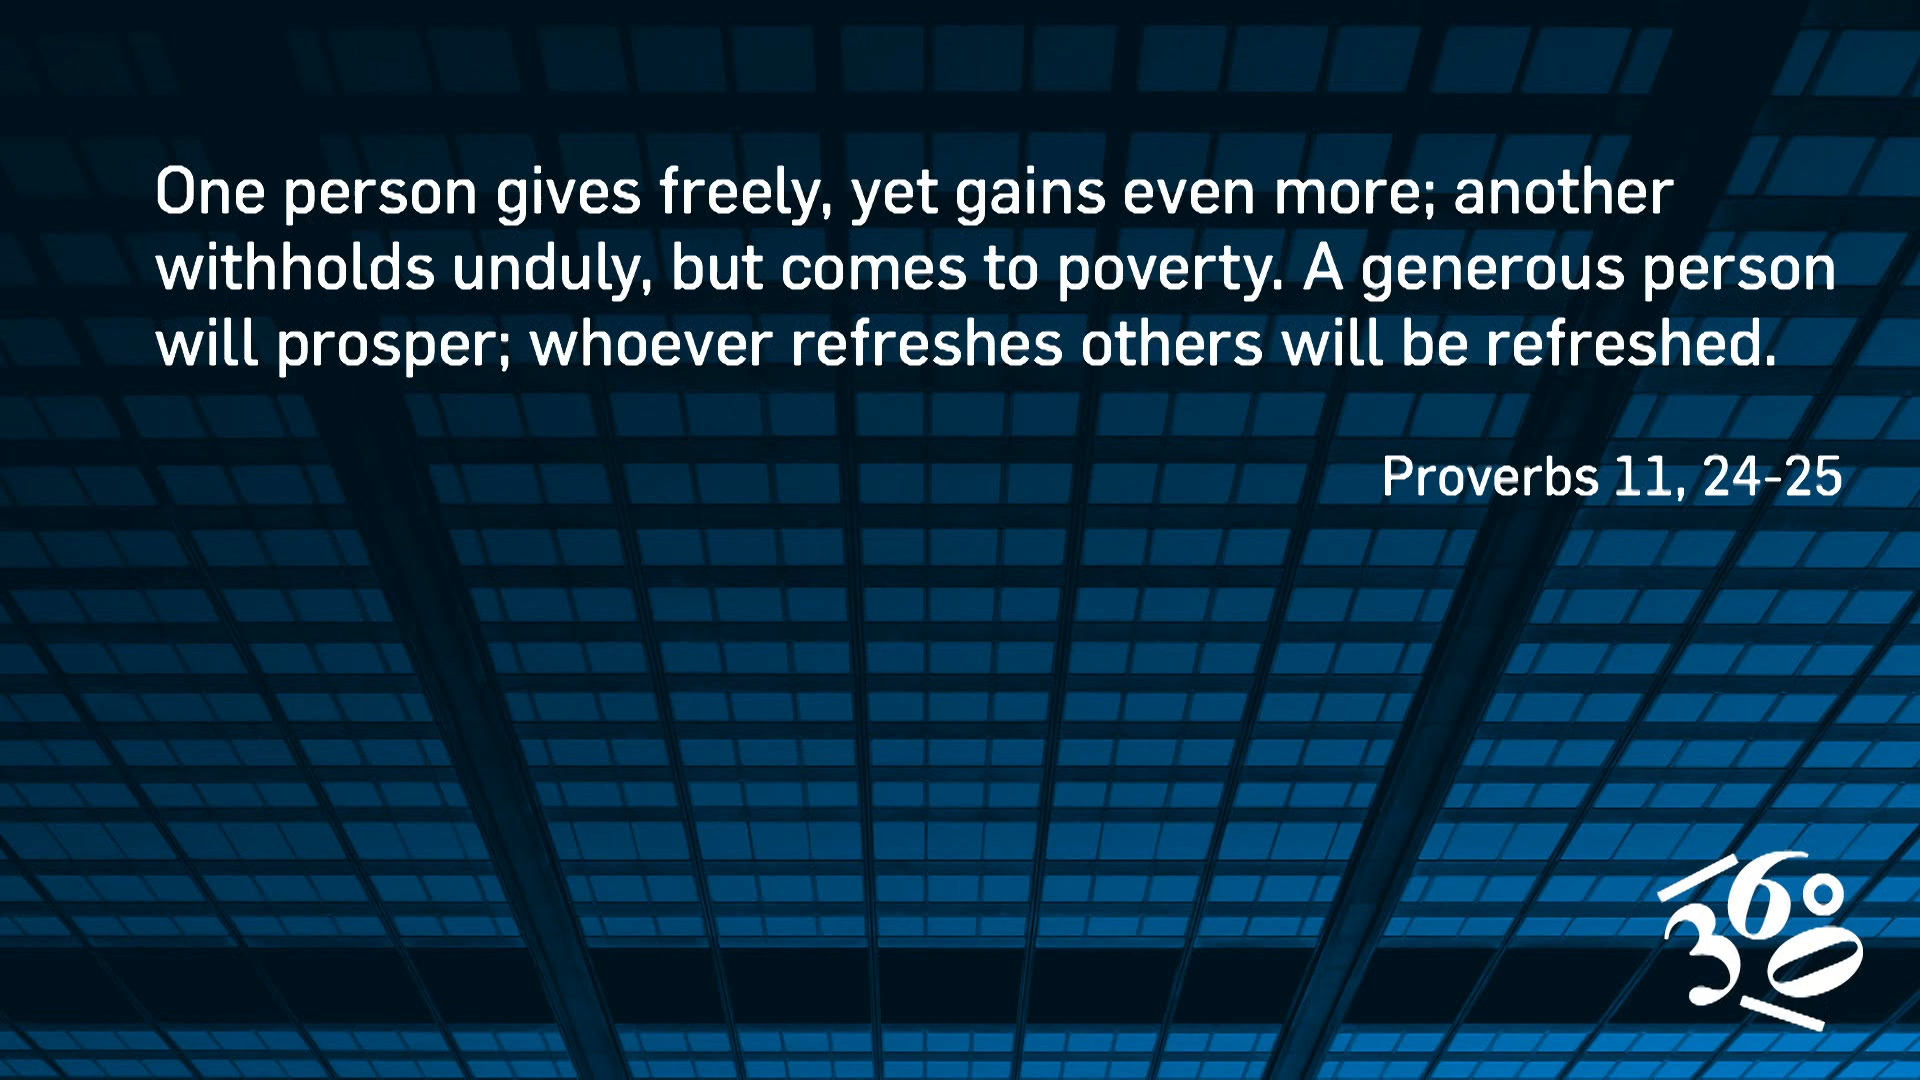 One person gives freely, yet gains even more; another
withholds unduly, but comes to poverty. A generous person
will prosper; whoever refreshes others will be refreshed.
Proverbs 11, 24-25
360